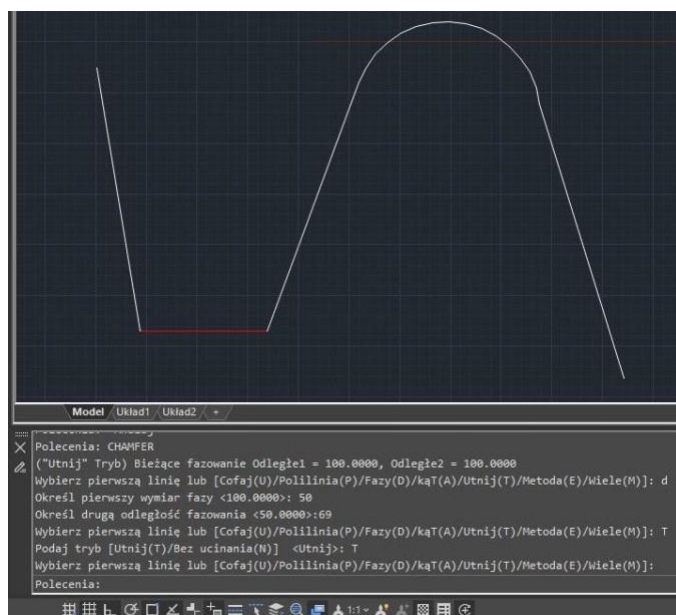 Model Układ1 Układ2 +
Polecenia: CHAMFER
("Utnij" Tryb) Bieżące fazowanie Odległe1 = 100.0000, Odległe2 = 100.0000
Wybierz pierwszą linię lub [Cofaj(U)/Polilinia(P)/Fazy(D)/kąT(A)/Utnij(T)/Metoda(E)/Wiele(M)]: d
Określ pierwszy wymiar fazy <100.0000>: 50
Określ drugą odległość fazowania <50.0000>:69
Wybierz pierwszą linię lub [Cofaj(U)/Polilinia(P)/Fazy(D)/kąT(A)/Utnij(T)/Metoda(E)/Wiele(M)]: T
Podaj tryb [Utnij(T)/Bez ucinania(N)] <Utnij>: T
Wybierz pierwszą linię lub [Cofaj(U)/Polilinia(P)/Fazy(D)/kąT(A)/Utnij(T)/Metoda(E)/Wiele(M)]:
Polecenia:
1:1